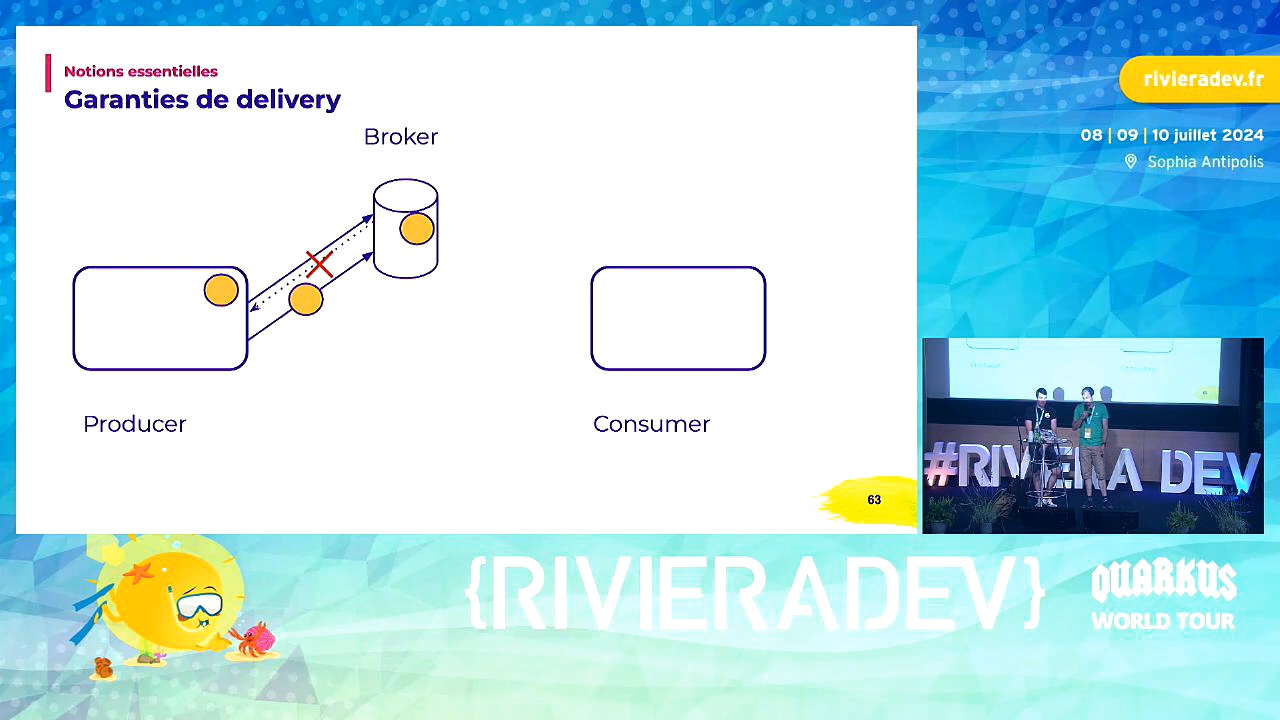 Notions essentielles
Garanties de delivery
Broker
Producer
Consumer
63
rivieradev.fr
08 | 09 | 10 juillet 2024
Sophia Antipolis
#RIVIERA DEV
{RIVIERADEV}
QUARKUS
WORLD TOUR